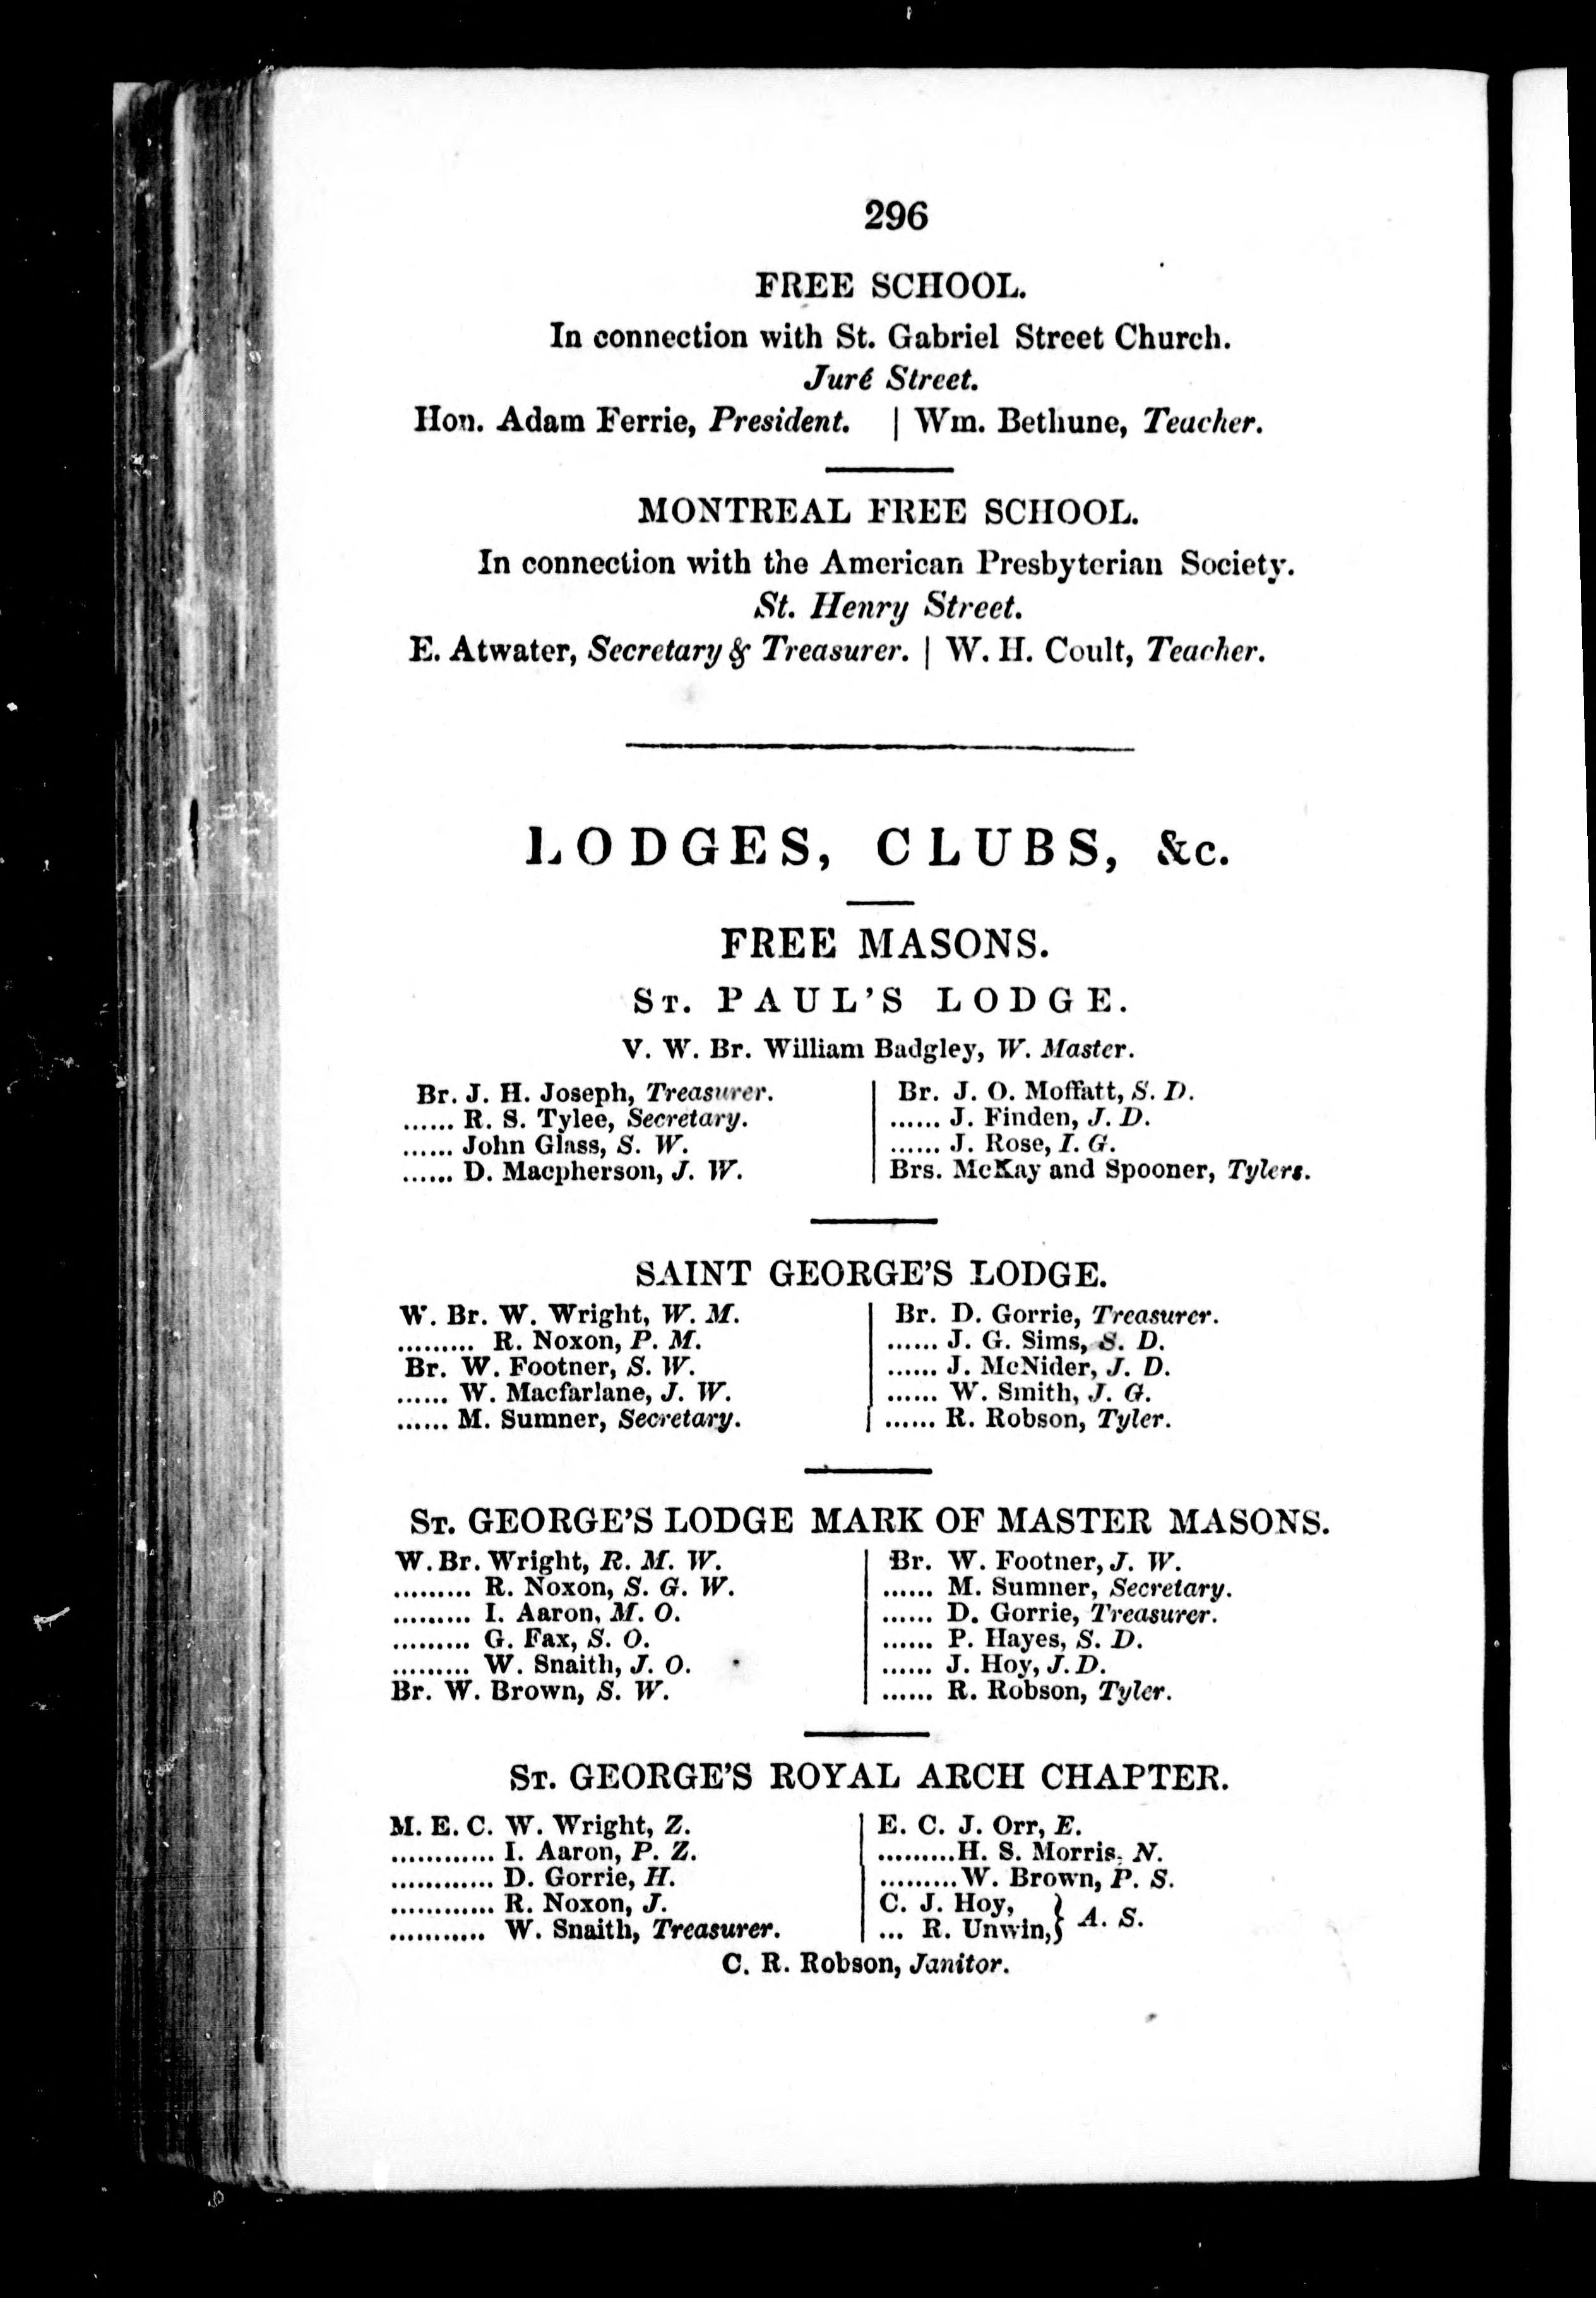 296
FREE SCHOOL.
In connection with St. Gabriel Street Church.
Juré Street.
Hon. Adam Ferrie, President. | Wm. Bethune, Teacher.
MONTREAL FREE SCHOOL.
In connection with the American Presbyterian Society.
St. Henry Street.
E. Atwater, Secretary & Treasurer. | W. H. Coult, Teacher.
LODGES, CLUBS, &c.
FREE MASONS.
St. PAUL'S LODGE.
V. W. Br. William Badgley, W. Master.
Br. J. H. Joseph, Treasurer.
...... R. S. Tylee, Secretary.
...... John Glass, S. W.
...... D. Macpherson, J. W.
Br. J. O. Moffatt, S. D.
...... J. Finden, J. D.
...... J. Rose, I. G.
Brs. McKay and Spooner, Tylers.
SAINT GEORGE'S LODGE.
W. Br. W. Wright, W. M.
......... R. Noxon, P. M.
Br. W. Footner, S. W.
...... W. Macfarlane, J. W.
...... M. Sumner, Secretary.
Br. D. Gorrie, Treasurer.
...... J. G. Sims, S. D.
...... J. McNider, J. D.
...... W. Smith, J. G.
...... R. Robson, Tyler.
St. GEORGE'S LODGE MARK OF MASTER MASONS.
W. Br. Wright, R. M. W.
......... R. Noxon, S. G. W.
......... I. Aaron, M. O.
......... G. Fax, S. O.
......... W. Snaith, J. O.
Br. W. Brown, S. W.
Br. W. Footner, J. W.
...... M. Sumner, Secretary.
...... D. Gorrie, Treasurer.
...... P. Hayes, S. D.
...... J. Hoy, J. D.
...... R. Robson, Tyler.
St. GEORGE'S ROYAL ARCH CHAPTER.
M. E. C. W. Wright, Z.
............ I. Aaron, P. Z.
............ D. Gorrie, H.
............ R. Noxon, J.
........... W. Snaith, Treasurer.
E. C. J. Orr, E.
.........H. S. Morris, N.
.........W. Brown, P. S.
C. J. Hoy, } A. S.
... R. Unwin, }
C. R. Robson, Janitor.